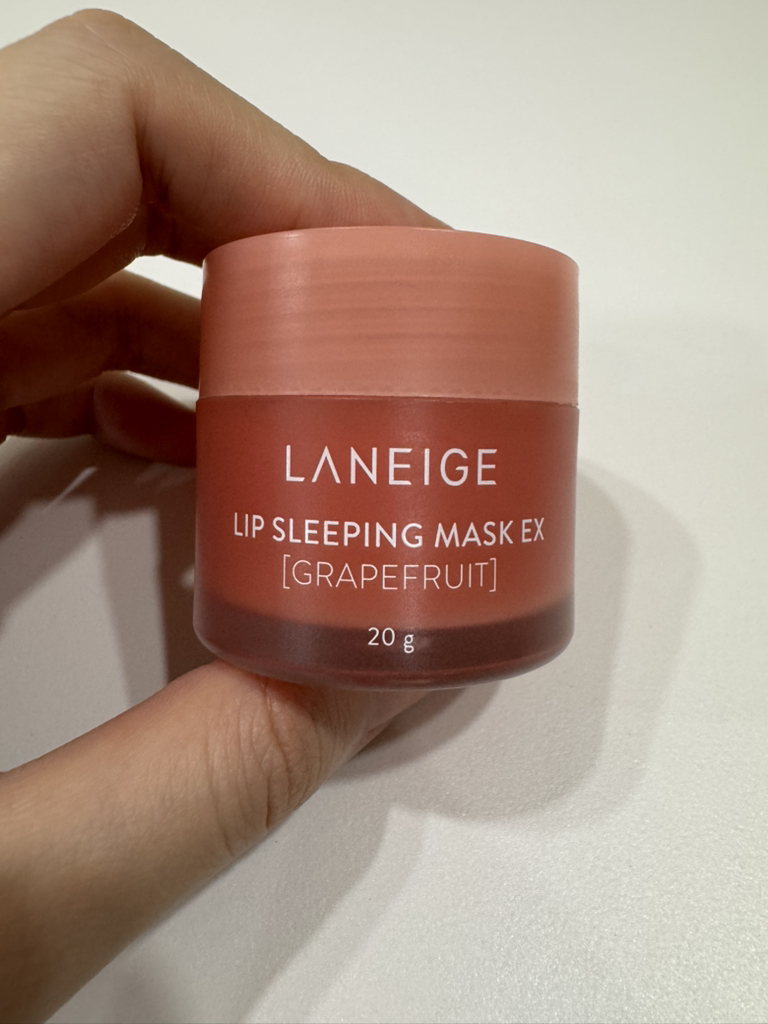 LANEIGE
LIP SLEEPING MASK EX
[GRAPEFRUIT]
20 g